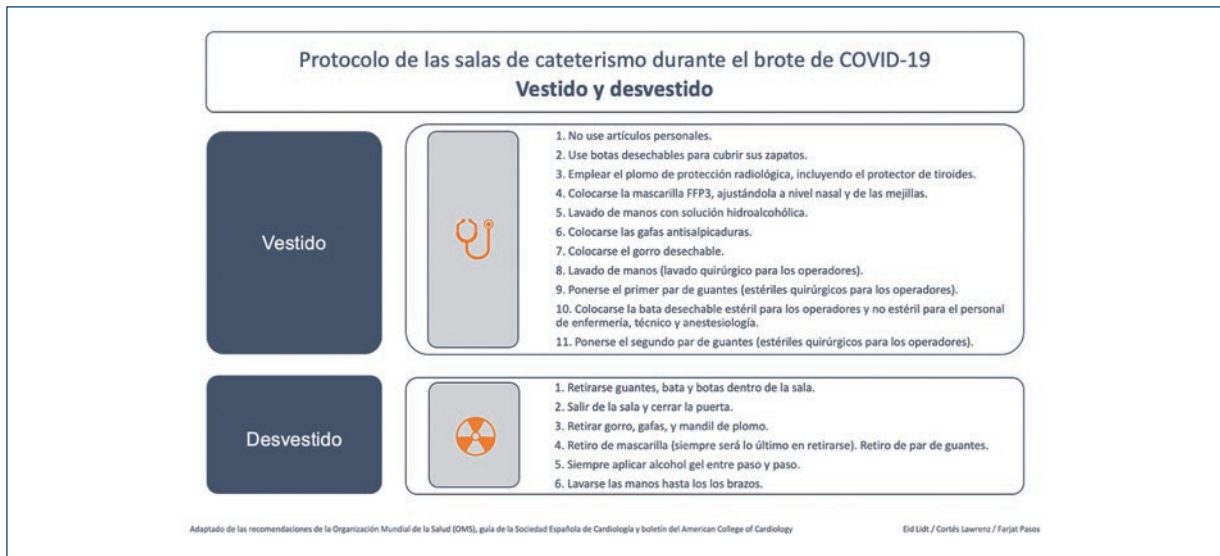 Protocolo de las salas de cateterismo durante el brote de COVID-19
Vestido y desvestido
Vestido
1. No use artículos personales.
2. Use botas desechables para cubrir sus zapatos.
3. Emplear el plomo de protección radiológica, incluyendo el protector de tiroides.
4. Colocarse la mascarilla FFP3, ajustándola a nivel nasal y de las mejillas.
5. Lavado de manos con solución hidroalcohólica.
6. Colocarse las gafas antisalpicaduras.
7. Colocarse el gorro desechable.
8. Lavado de manos (lavado quirúrgico para los operadores).
9. Ponerse el primer par de guantes (estériles quirúrgicos para los operadores).
10. Colocarse la bata desechable estéril para los operadores y no estéril para el personal
de enfermería, técnico y anestesiología.
11. Ponerse el segundo par de guantes (estériles quirúrgicos para los operadores).
Desvestido
1. Retirarse guantes, bata y botas dentro de la sala.
2. Salir de la sala y cerrar la puerta.
3. Retirar gorro, gafas, y mandil de plomo.
4. Retiro de mascarilla (siempre será lo último en retirarse). Retiro de par de guantes.
5. Siempre aplicar alcohol gel entre paso y paso.
6. Lavarse las manos hasta los los brazos.
Adaptado de las recomendaciones de la Organización Mundial de la Salud (OMS), guía de la Sociedad Española de Cardiología y boletín del American College of Cardiology
Eid Lidt / Cortés Lawrenz / Farjat Pasos